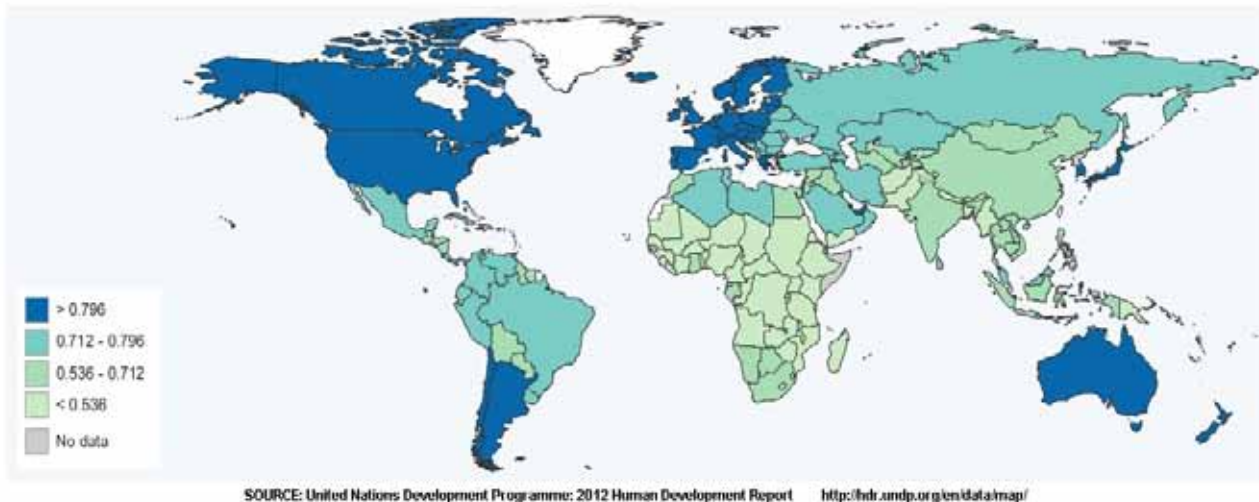 > 0.796
0.712 - 0.796
0.536 - 0.712
< 0.536
No data
SOURCE: United Nations Development Programme: 2012 Human Development Report http://hdr.undp.org/en/data/map/